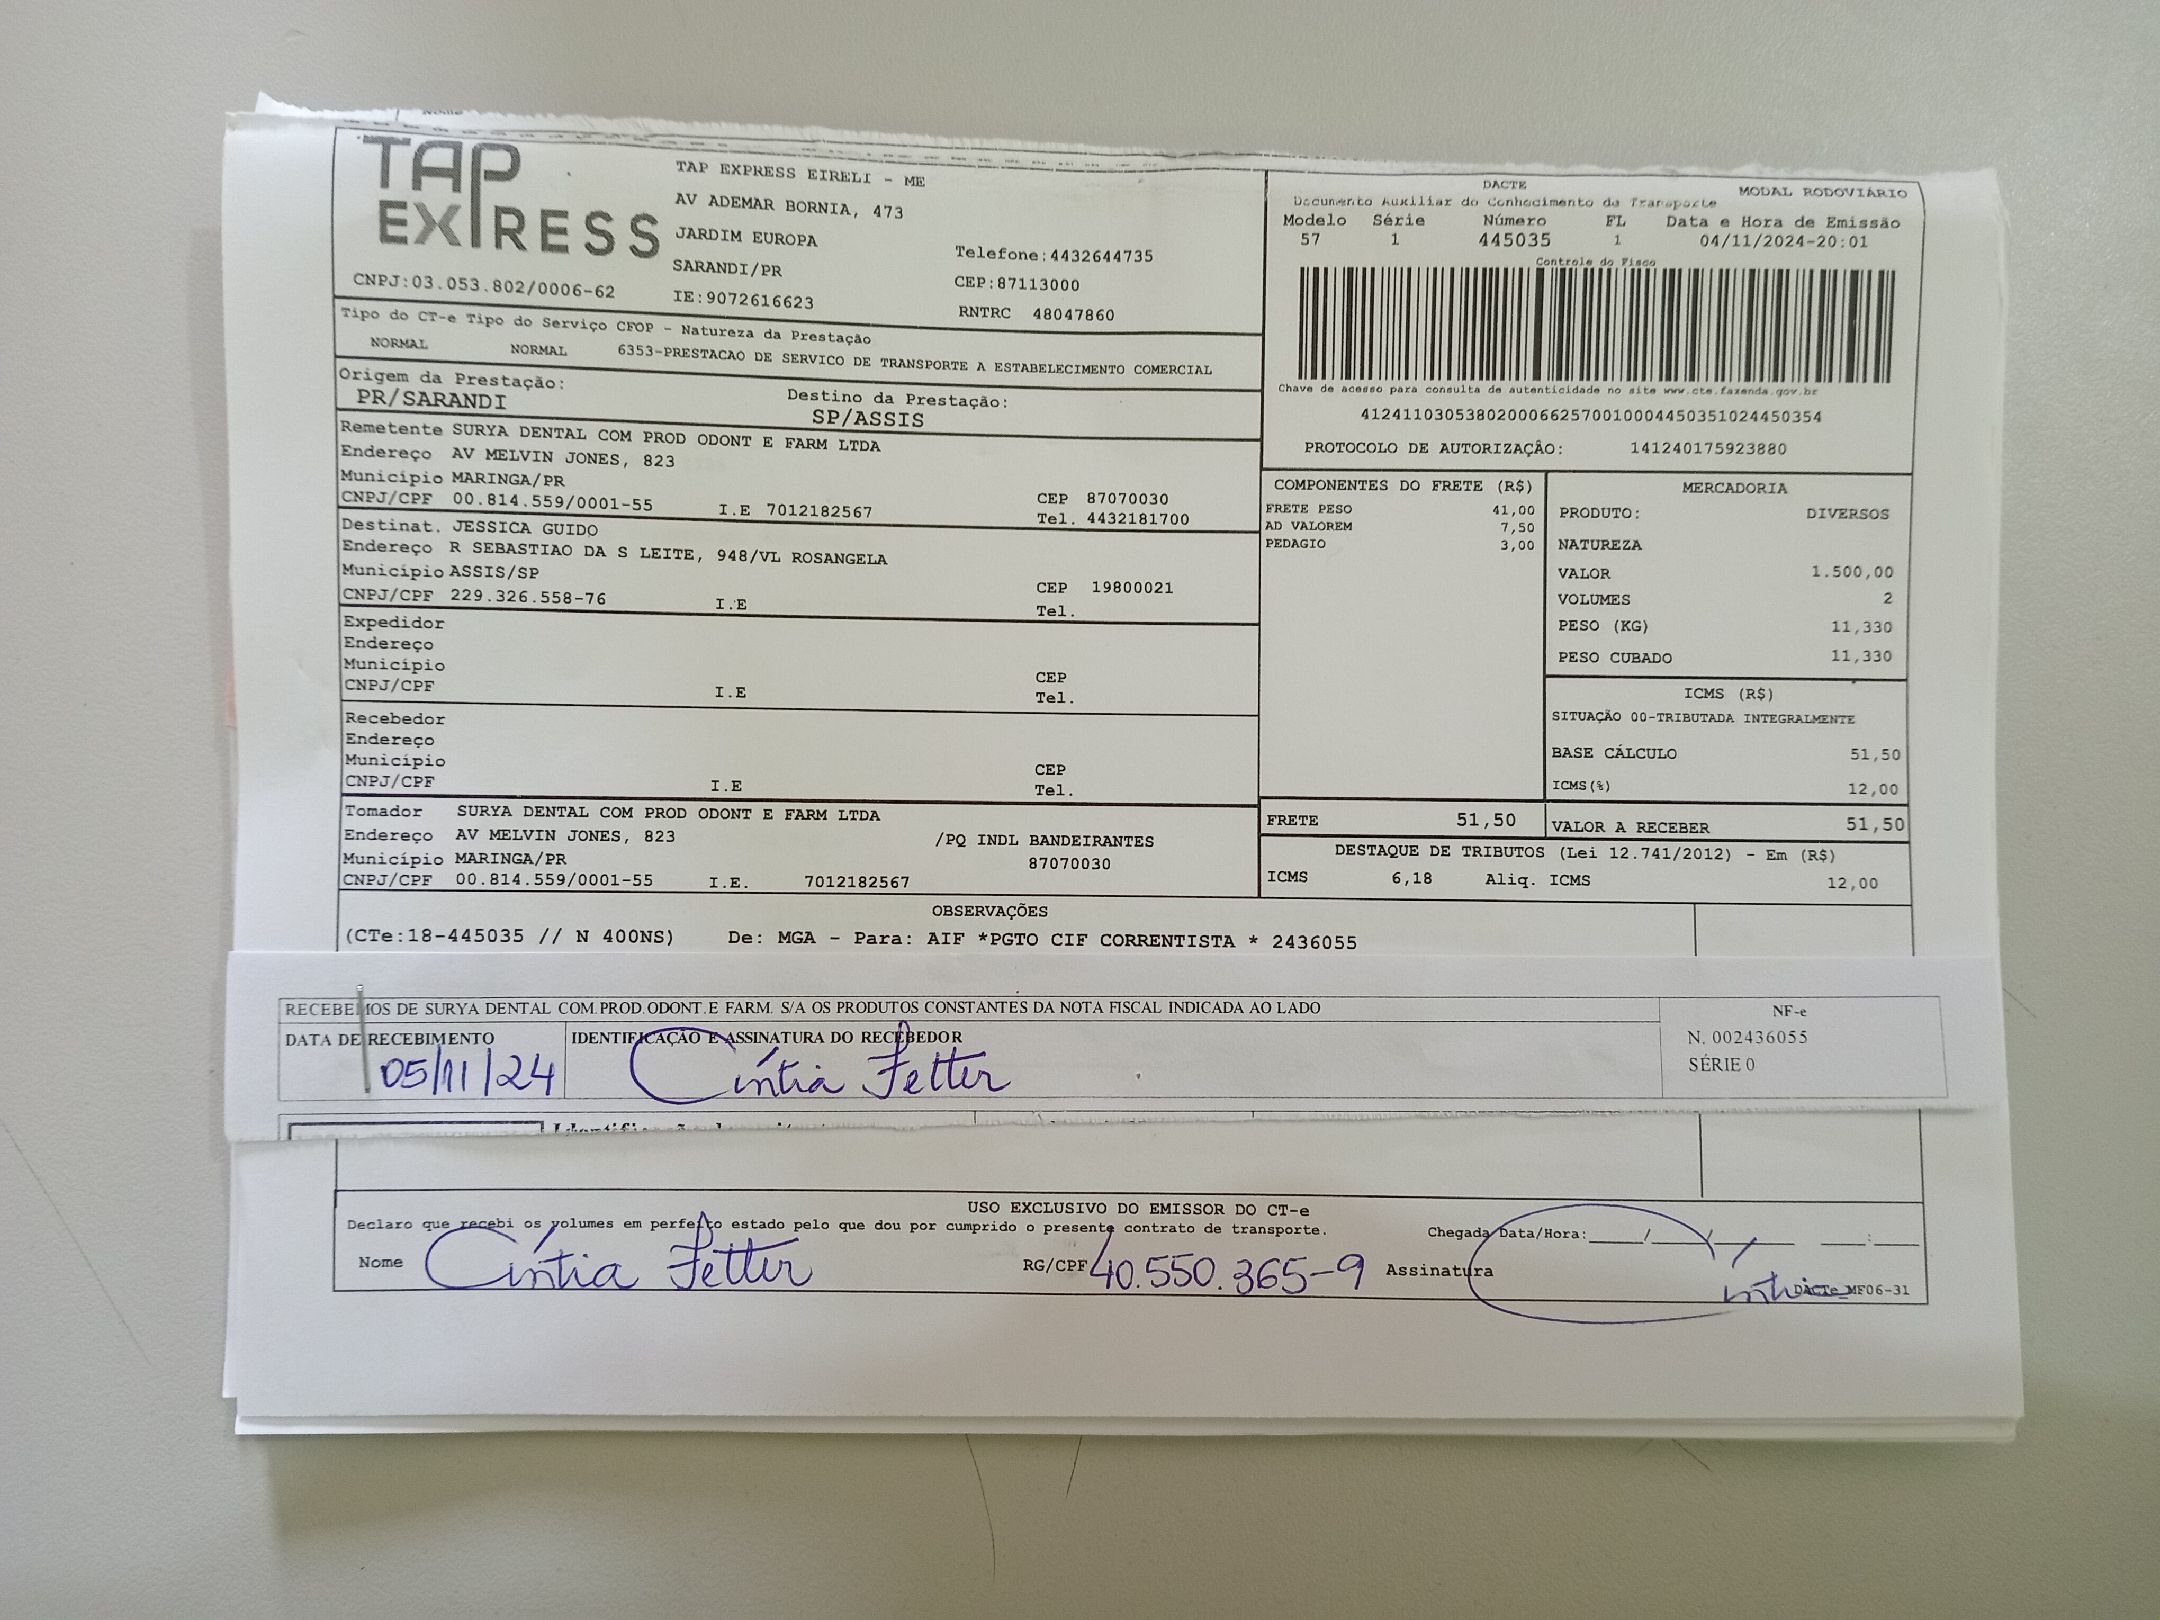 TAP
EXPRESS
CNPJ:03.053.802/0006-62
TAP EXPRESS EIRELI - ME
AV ADEMAR BORNIA, 473
JARDIM EUROPA
SARANDI/PR
IE:9072616623
Telefone:4432644735
CEP:87113000
RNTRC 48047860
DACTE
MODAL RODOVIÁRIO
Documento Auxiliar do Conhecimento de Transporte
Modelo Série Número FL Data e Hora de Emissão
57 1 445035 1 04/11/2024-20:01
Controle do Fisco
Chave de acesso para consulta de autenticidade no site www.cte.fazenda.gov.br
41241103053802000662570010004450351024450354
PROTOCOLO DE AUTORIZAÇÂO: 141240175923880
Tipo do CT-e Tipo do Serviço CFOP - Natureza da Prestação
NORMAL NORMAL 6353-PRESTACAO DE SERVICO DE TRANSPORTE A ESTABELECIMENTO COMERCIAL
Origem da Prestação: Destino da Prestação:
PR/SARANDI SP/ASSIS
Remetente SURYA DENTAL COM PROD ODONT E FARM LTDA
Endereço AV MELVIN JONES, 823
Município MARINGA/PR CEP 87070030
CNPJ/CPF 00.814.559/0001-55 I.E 7012182567 Tel. 4432181700
Destinat. JESSICA GUIDO
Endereço R SEBASTIAO DA S LEITE, 948/VL ROSANGELA
Município ASSIS/SP CEP 19800021
CNPJ/CPF 229.326.558-76 I.E Tel.
Expedidor
Endereço
Município CEP
CNPJ/CPF I.E Tel.
Recebedor
Endereço
Município CEP
CNPJ/CPF I.E Tel.
Tomador SURYA DENTAL COM PROD ODONT E FARM LTDA
Endereço AV MELVIN JONES, 823 /PQ INDL BANDEIRANTES
Município MARINGA/PR 87070030
CNPJ/CPF 00.814.559/0001-55 I.E. 7012182567
COMPONENTES DO FRETE (R$)
FRETE PESO 41,00
AD VALOREM 7,50
PEDAGIO 3,00
FRETE 51,50
MERCADORIA
PRODUTO: DIVERSOS
NATUREZA
VALOR 1.500,00
VOLUMES 2
PESO (KG) 11,330
PESO CUBADO 11,330
ICMS (R$)
SITUAÇÃO 00-TRIBUTADA INTEGRALMENTE
BASE CÁLCULO 51,50
ICMS(%) 12,00
VALOR A RECEBER 51,50
DESTAQUE DE TRIBUTOS (Lei 12.741/2012) - Em (R$)
ICMS 6,18 Aliq. ICMS 12,00
OBSERVAÇÕES
(CTe:18-445035 // N 400NS) De: MGA - Para: AIF *PGTO CIF CORRENTISTA * 2436055
RECEBEMOS DE SURYA DENTAL COM.PROD.ODONT.E FARM. S/A OS PRODUTOS CONSTANTES DA NOTA FISCAL INDICADA AO LADO
DATA DE RECEBIMENTO IDENTIFICAÇÃO E ASSINATURA DO RECEBEDOR
05/11/24 Cíntia Fetter
NF-e
N. 002436055
SÉRIE 0
USO EXCLUSIVO DO EMISSOR DO CT-e
Declaro que recebi os volumes em perfeito estado pelo que dou por cumprido o presente contrato de transporte. Chegada Data/Hora:_____/_____/_____ ____:____
Nome Cíntia Fetter RG/CPF 40.550.365-9 Assinatura Cíntia
DACTe_MF06-31